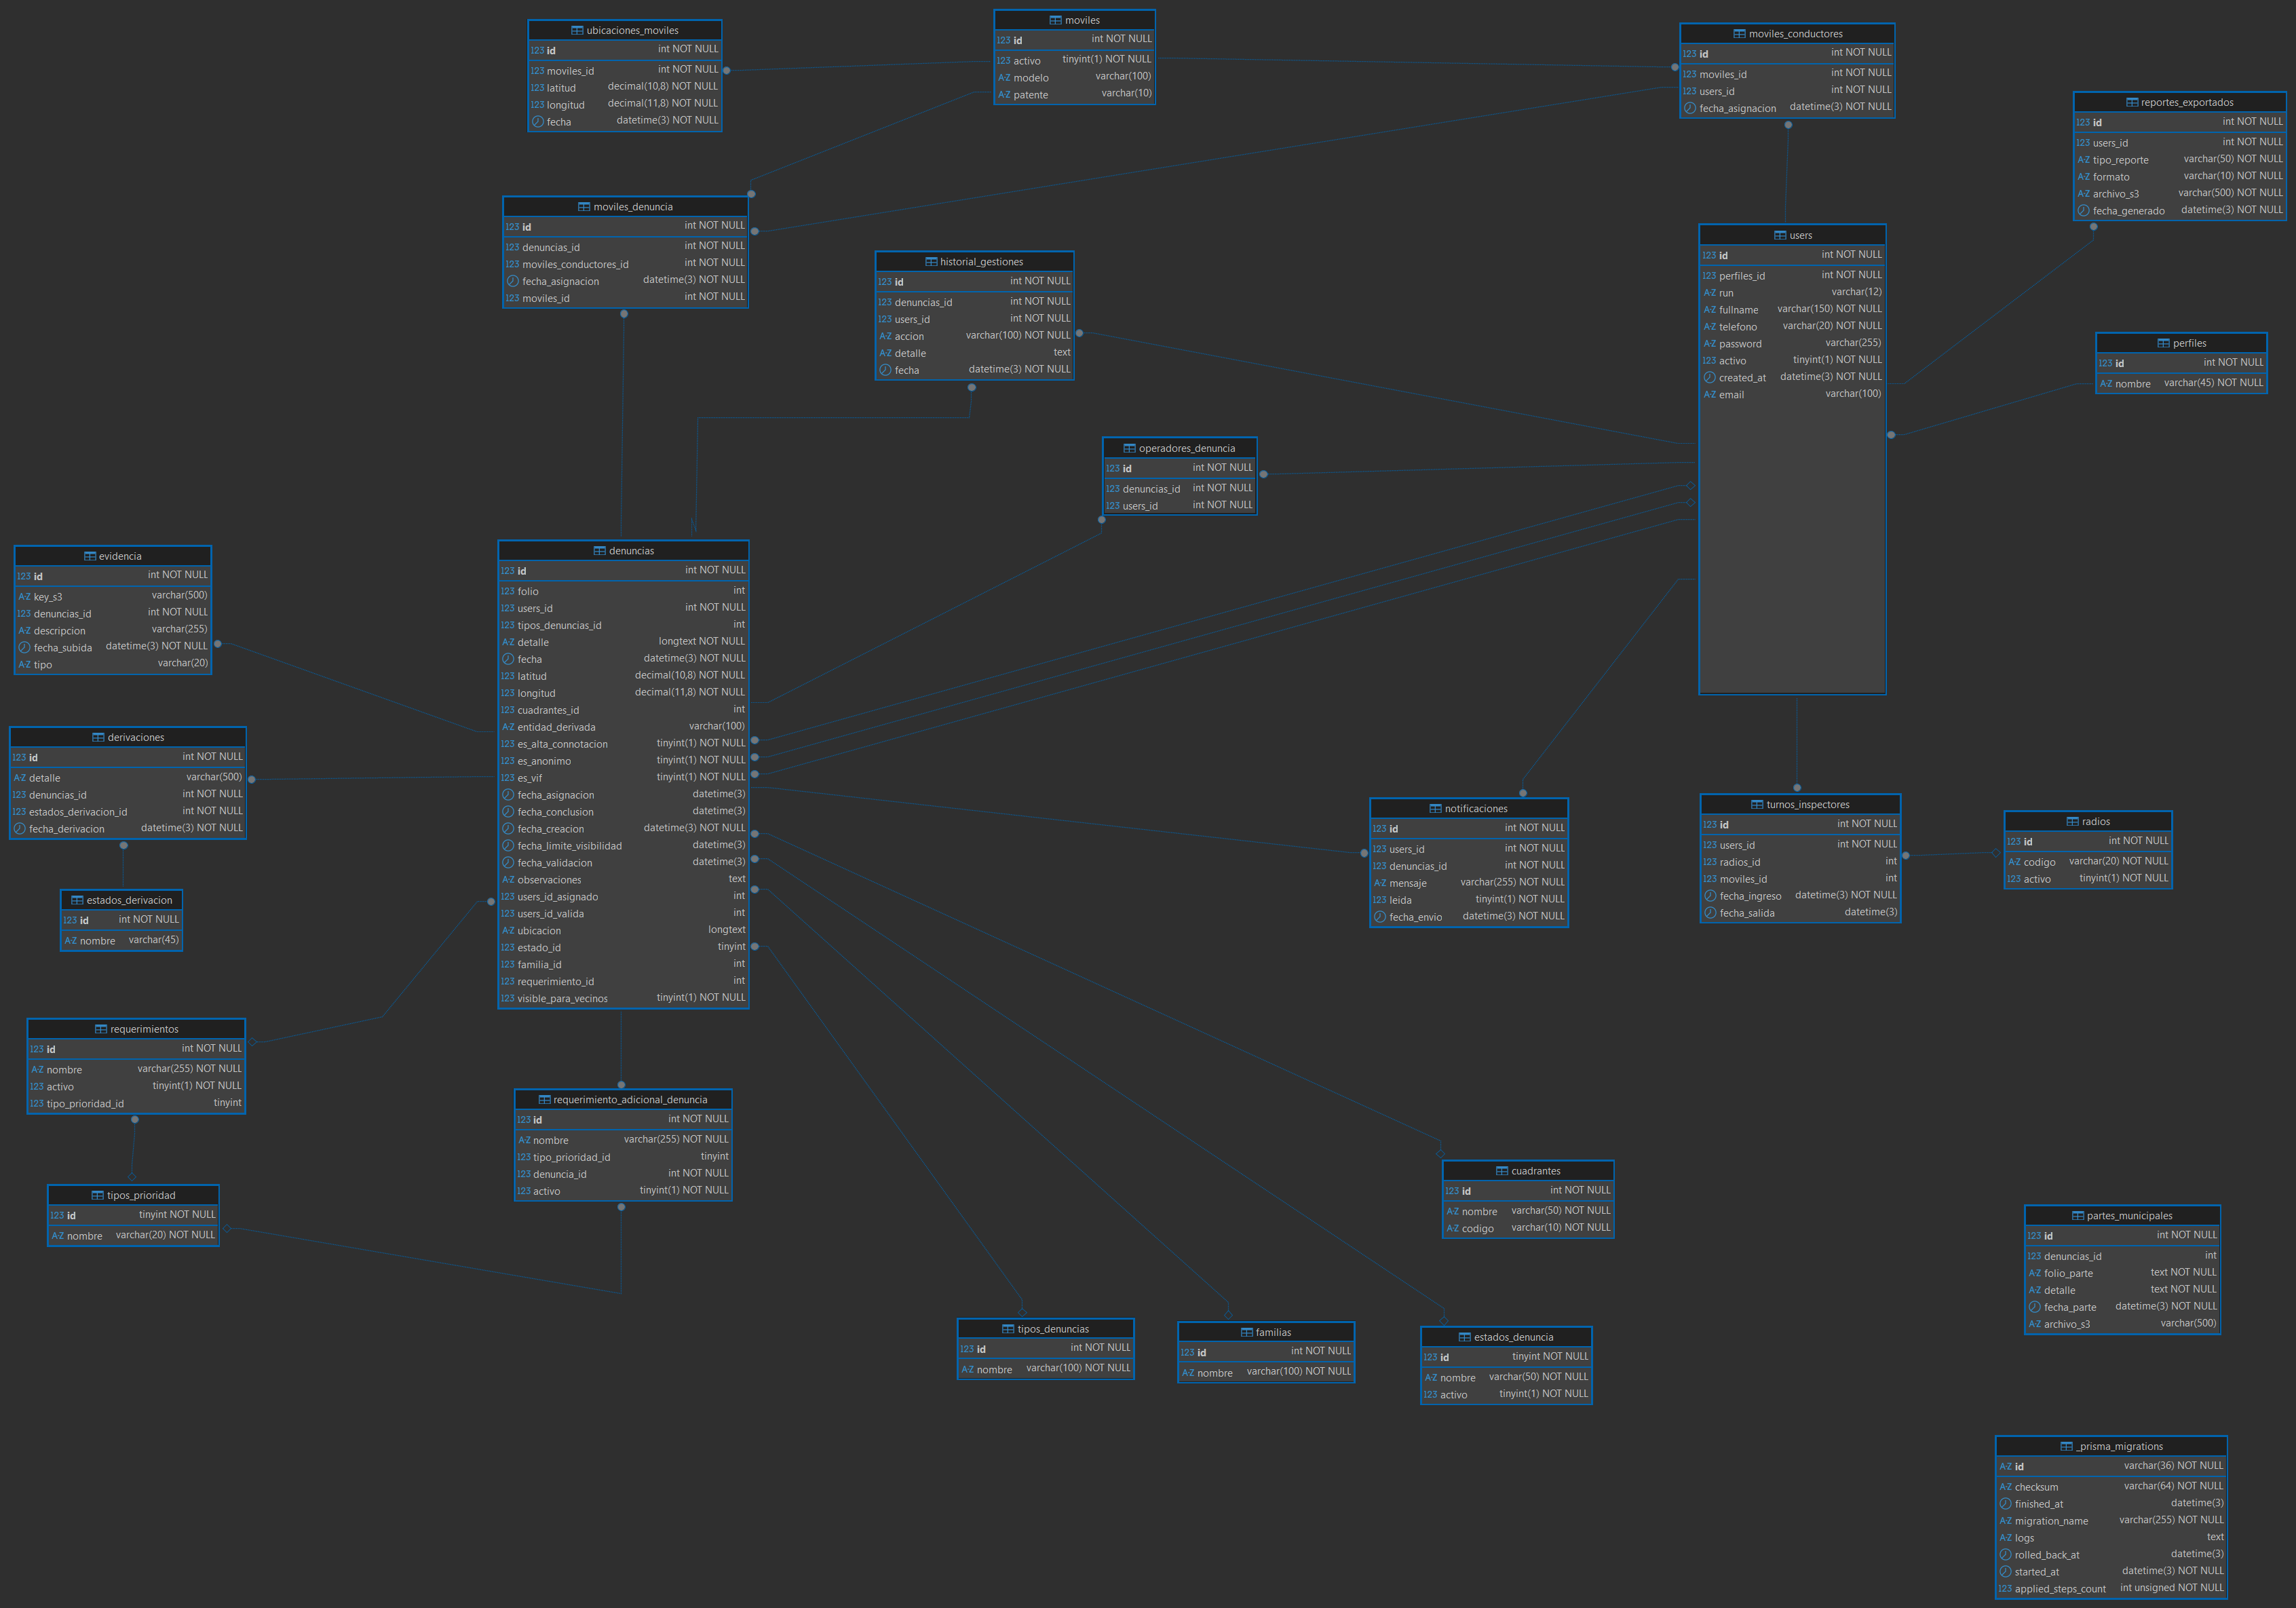 ubicaciones_moviles
123 id int NOT NULL
123 moviles_id int NOT NULL
123 latitud decimal(10,8) NOT NULL
123 longitud decimal(11,8) NOT NULL
fecha datetime(3) NOT NULL
moviles
123 id int NOT NULL
123 activo tinyint(1) NOT NULL
A-Z modelo varchar(100)
A-Z patente varchar(10)
moviles_conductores
123 id int NOT NULL
123 moviles_id int NOT NULL
123 users_id int NOT NULL
fecha_asignacion datetime(3) NOT NULL
reportes_exportados
123 id int NOT NULL
123 users_id int NOT NULL
A-Z tipo_reporte varchar(50) NOT NULL
A-Z formato varchar(10) NOT NULL
A-Z archivo_s3 varchar(500) NOT NULL
fecha_generado datetime(3) NOT NULL
moviles_denuncia
123 id int NOT NULL
123 denuncias_id int NOT NULL
123 moviles_conductores_id int NOT NULL
fecha_asignacion datetime(3) NOT NULL
123 moviles_id int NOT NULL
historial_gestiones
123 id int NOT NULL
123 denuncias_id int NOT NULL
123 users_id int NOT NULL
A-Z accion varchar(100) NOT NULL
A-Z detalle text
fecha datetime(3) NOT NULL
users
123 id int NOT NULL
123 perfiles_id int NOT NULL
A-Z run varchar(12)
A-Z fullname varchar(150) NOT NULL
A-Z telefono varchar(20) NOT NULL
A-Z password varchar(255)
123 activo tinyint(1) NOT NULL
created_at datetime(3) NOT NULL
A-Z email varchar(100)
perfiles
123 id int NOT NULL
A-Z nombre varchar(45) NOT NULL
operadores_denuncia
123 id int NOT NULL
123 denuncias_id int NOT NULL
123 users_id int NOT NULL
evidencia
123 id int NOT NULL
A-Z key_s3 varchar(500)
123 denuncias_id int NOT NULL
A-Z descripcion varchar(255)
fecha_subida datetime(3) NOT NULL
A-Z tipo varchar(20)
denuncias
123 id int NOT NULL
123 folio int
123 users_id int NOT NULL
123 tipos_denuncias_id int
A-Z detalle longtext NOT NULL
fecha datetime(3) NOT NULL
123 latitud decimal(10,8) NOT NULL
123 longitud decimal(11,8) NOT NULL
123 cuadrantes_id int
A-Z entidad_derivada varchar(100)
123 es_alta_connotacion tinyint(1) NOT NULL
123 es_anonimo tinyint(1) NOT NULL
123 es_vif tinyint(1) NOT NULL
fecha_asignacion datetime(3)
fecha_conclusion datetime(3)
fecha_creacion datetime(3) NOT NULL
fecha_limite_visibilidad datetime(3)
fecha_validacion datetime(3)
A-Z observaciones text
123 users_id_asignado int
123 users_id_valida int
A-Z ubicacion longtext
123 estado_id tinyint
123 familia_id int
123 requerimiento_id int
123 visible_para_vecinos tinyint(1) NOT NULL
derivaciones
123 id int NOT NULL
A-Z detalle varchar(500)
123 denuncias_id int NOT NULL
123 estados_derivacion_id int NOT NULL
fecha_derivacion datetime(3) NOT NULL
estados_derivacion
123 id int NOT NULL
A-Z nombre varchar(45)
notificaciones
123 id int NOT NULL
123 users_id int NOT NULL
123 denuncias_id int NOT NULL
A-Z mensaje varchar(255) NOT NULL
123 leida tinyint(1) NOT NULL
fecha_envio datetime(3) NOT NULL
turnos_inspectores
123 id int NOT NULL
123 users_id int NOT NULL
123 radios_id int
123 moviles_id int
fecha_ingreso datetime(3) NOT NULL
fecha_salida datetime(3)
radios
123 id int NOT NULL
A-Z codigo varchar(20) NOT NULL
123 activo tinyint(1) NOT NULL
requerimientos
123 id int NOT NULL
A-Z nombre varchar(255) NOT NULL
123 activo tinyint(1) NOT NULL
123 tipo_prioridad_id tinyint
requerimiento_adicional_denuncia
123 id int NOT NULL
A-Z nombre varchar(255) NOT NULL
123 tipo_prioridad_id tinyint
123 denuncia_id int NOT NULL
123 activo tinyint(1) NOT NULL
tipos_prioridad
123 id tinyint NOT NULL
A-Z nombre varchar(20) NOT NULL
cuadrantes
123 id int NOT NULL
A-Z nombre varchar(50) NOT NULL
A-Z codigo varchar(10) NOT NULL
partes_municipales
123 id int NOT NULL
123 denuncias_id int
A-Z folio_parte text NOT NULL
A-Z detalle text NOT NULL
fecha_parte datetime(3) NOT NULL
A-Z archivo_s3 varchar(500)
tipos_denuncias
123 id int NOT NULL
A-Z nombre varchar(100) NOT NULL
familias
123 id int NOT NULL
A-Z nombre varchar(100) NOT NULL
estados_denuncia
123 id tinyint NOT NULL
A-Z nombre varchar(50) NOT NULL
123 activo tinyint(1) NOT NULL
_prisma_migrations
A-Z id varchar(36) NOT NULL
A-Z checksum varchar(64) NOT NULL
finished_at datetime(3)
A-Z migration_name varchar(255) NOT NULL
A-Z logs text
rolled_back_at datetime(3)
started_at datetime(3) NOT NULL
123 applied_steps_count int unsigned NOT NULL